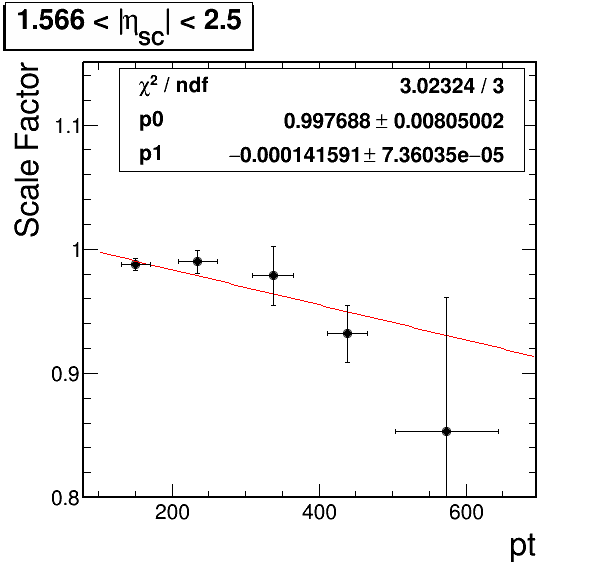 1.566 < |η_SC| < 2.5
χ² / ndf 3.02324 / 3
p0 0.997688 ± 0.00805002
p1 −0.000141591 ± 7.36035e−05
Scale Factor
1.1
1
0.9
0.8
200 400 600
pt